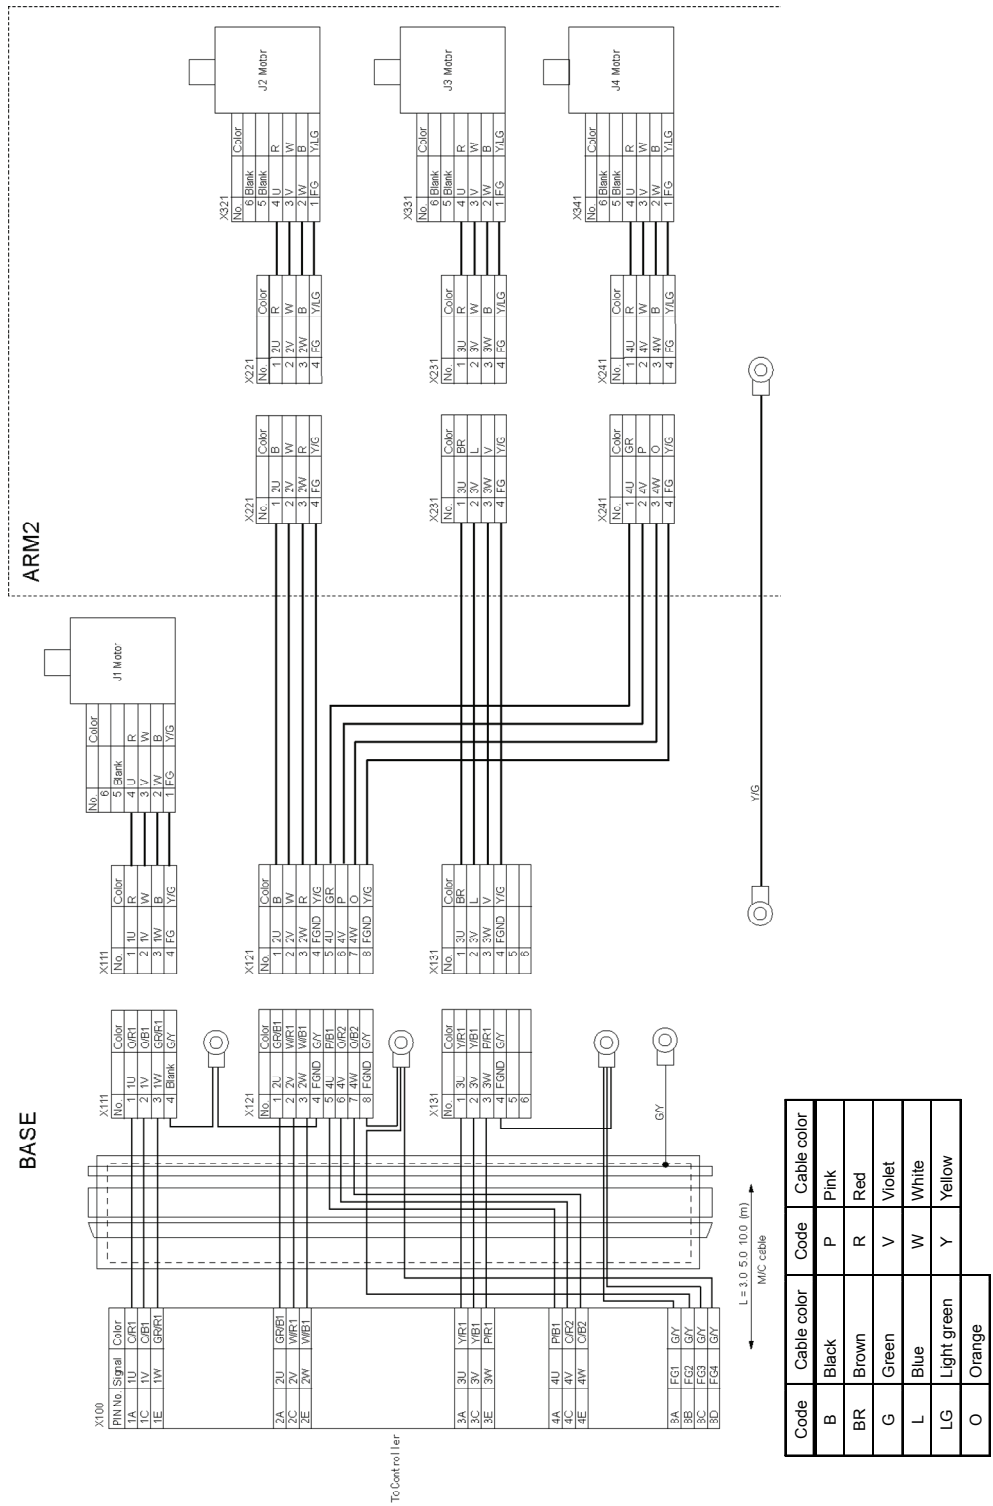 BASE
ARM2
To Controller
X100
PIN No. Signal Color
1A 1U O/R1
1C 1V O/B1
1E 1W GR/R1
2A 2U GR/B1
2C 2V W/R1
2E 2W W/B1
3A 3U Y/R1
3C 3V Y/B1
3E 3W P/R1
4A 4U P/B1
4C 4V O/R2
4E 4W O/B2
8A FG1 G/Y
8B FG2 G/Y
8C FG3 G/Y
8D FG4 G/Y
L = 3.0 5.0 10.0 (m)
M/C cable
X111
No. Color
1 1U O/R1
2 1V O/B1
3 1W GR/R1
4 Blank G/Y
X121
No. Color
1 2U GR/B1
2 2V W/R1
3 2W W/B1
4 FGND G/Y
5 4U P/B1
6 4V O/R2
7 4W O/B2
8 FGND G/Y
X131
No. Color
1 3U Y/R1
2 3V Y/B1
3 3W P/R1
4 FGND G/Y
5
6
G/Y
X111
No. Color
1 1U R
2 1V W
3 1W B
4 FG Y/G
X121
No. Color
1 2U B
2 2V W
3 2W R
4 FGND Y/G
5 4U GR
6 4V P
7 4W O
8 FGND Y/G
X131
No. Color
1 3U BR
2 3V L
3 3W V
4 FGND Y/G
5
6
Y/G
No. Color
6
5 Blank
4 U R
3 V W
2 W B
1 FG Y/G
J1 Motor
X221
No. Color
1 2U B
2 2V W
3 2W R
4 FG Y/G
X231
No. Color
1 3U BR
2 3V L
3 3W V
4 FG Y/G
X241
No. Color
1 4U GR
2 4V P
3 4W O
4 FG Y/G
X221
No. Color
1 2U R
2 2V W
3 2W B
4 FG Y/LG
X231
No. Color
1 3U R
2 3V W
3 3W B
4 FG Y/LG
X241
No. Color
1 4U R
2 4V W
3 4W B
4 FG Y/LG
X321
No. Color
6 Blank
5 Blank
4 U R
3 V W
2 W B
1 FG Y/LG
J2 Motor
X331
No. Color
6 Blank
5 Blank
4 U R
3 V W
2 W B
1 FG Y/LG
J3 Motor
X341
No. Color
6 Blank
5 Blank
4 U R
3 V W
2 W B
1 FG Y/LG
J4 Motor
Code Cable color Code Cable color
B Black P Pink
BR Brown R Red
G Green V Violet
L Blue W White
LG Light green Y Yellow
O Orange